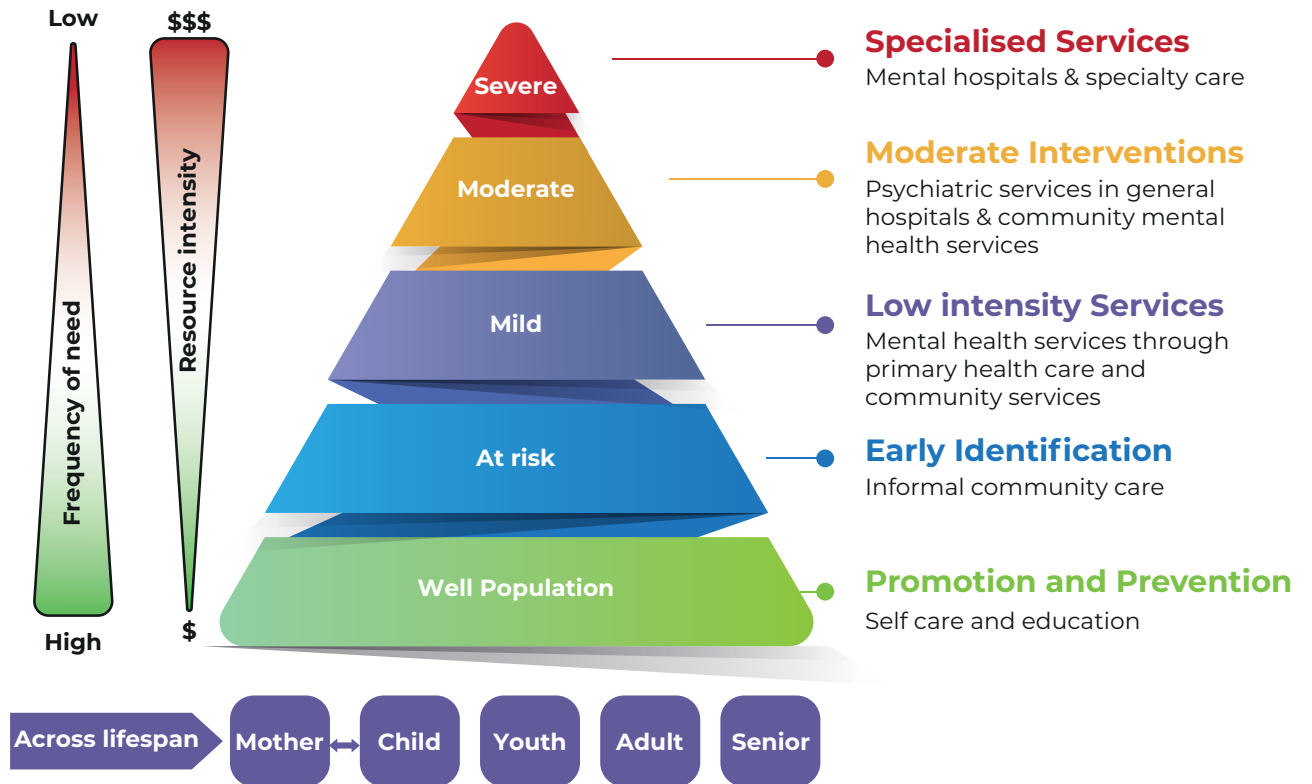 Low
Frequency of need
High
$$$
Resource intensity
$
Severe
Moderate
Mild
At risk
Well Population
Specialised Services
Mental hospitals & specialty care
Moderate Interventions
Psychiatric services in general
hospitals & community mental
health services
Low intensity Services
Mental health services through
primary health care and
community services
Early Identification
Informal community care
Promotion and Prevention
Self care and education
Across lifespan
Mother
Child
Youth
Adult
Senior